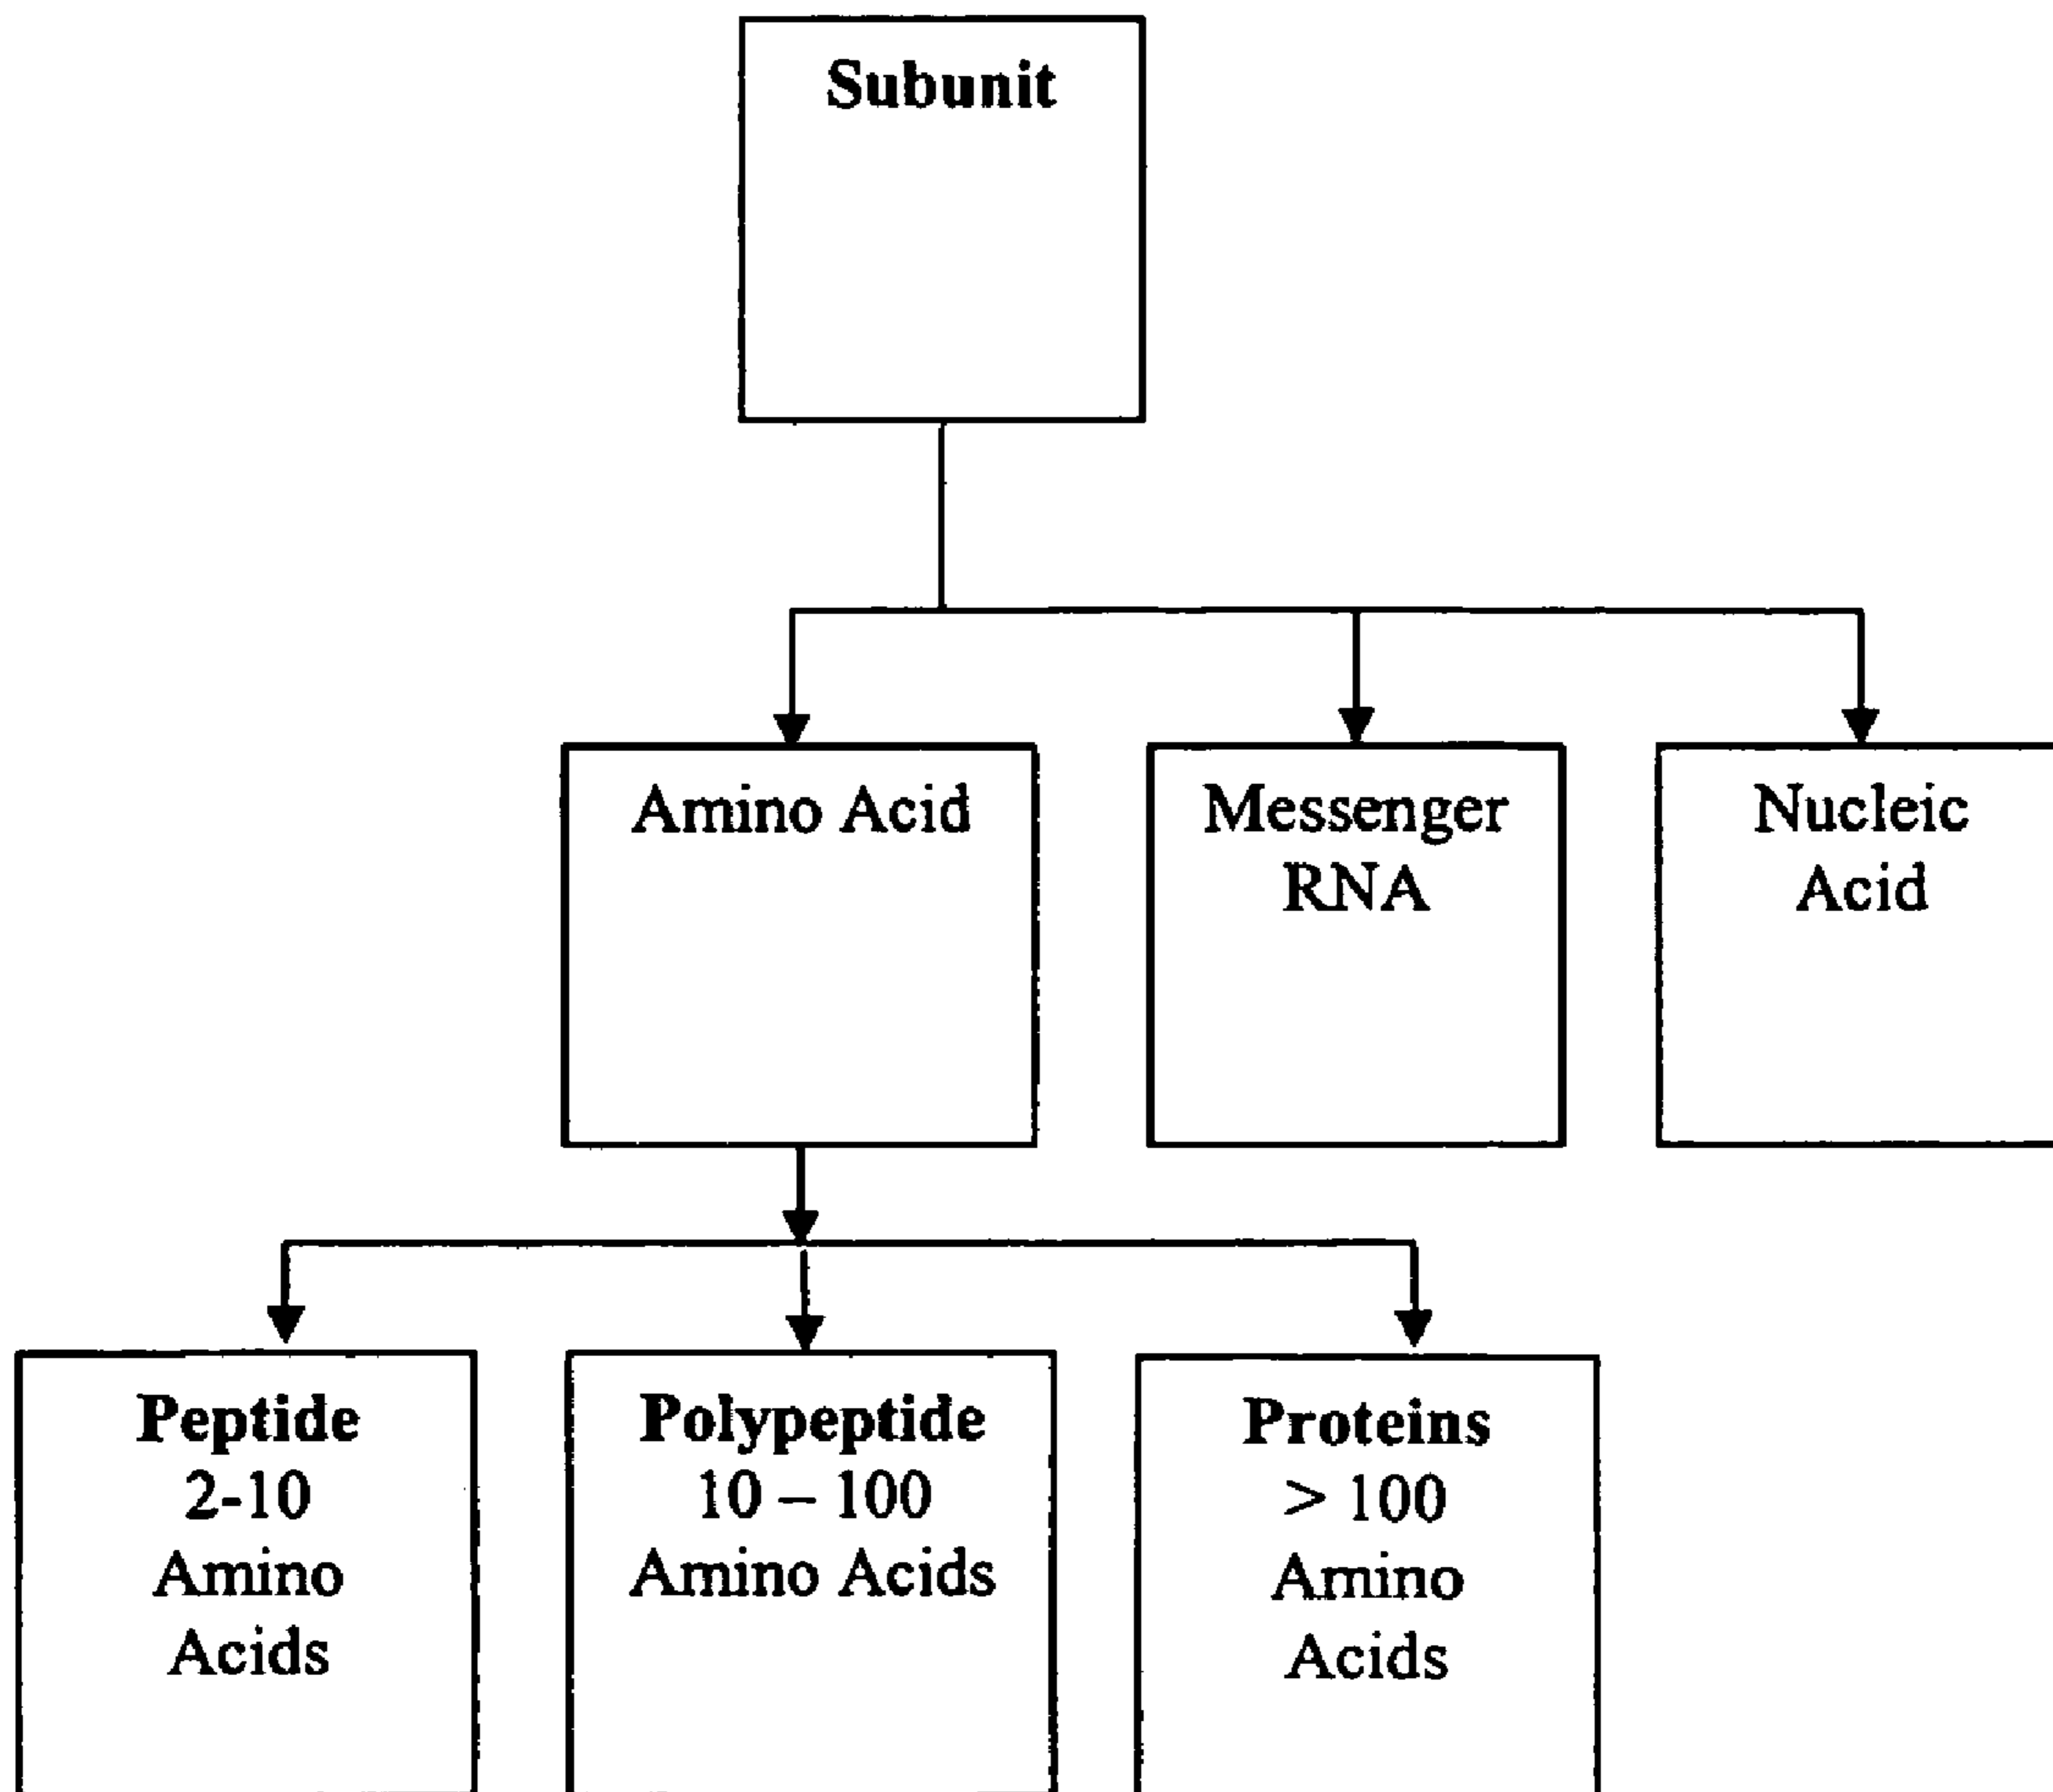 Subunit
Amino Acid
Messenger
RNA
Nucleic
Acid
Peptide
2-10
Amino
Acids
Polypeptide
10 – 100
Amino Acids
Proteins
> 100
Amino
Acids